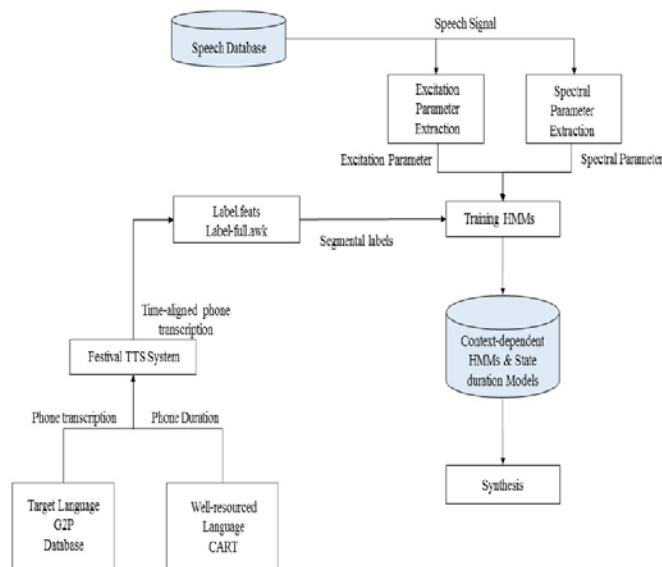 Speech Signal
Speech Database
Excitation
Parameter
Extraction
Spectral
Parameter
Extraction
Excitation Parameter
Spectral Parameter
Label.feats
Label-full.awk
Segmental labels
Training HMMs
Time-aligned phone
transcription
Festival TTS System
Context-dependent
HMMs & State
duration Models
Phone transcription
Phone Duration
Synthesis
Target Language
G2P
Database
Well-resourced
Language
CART